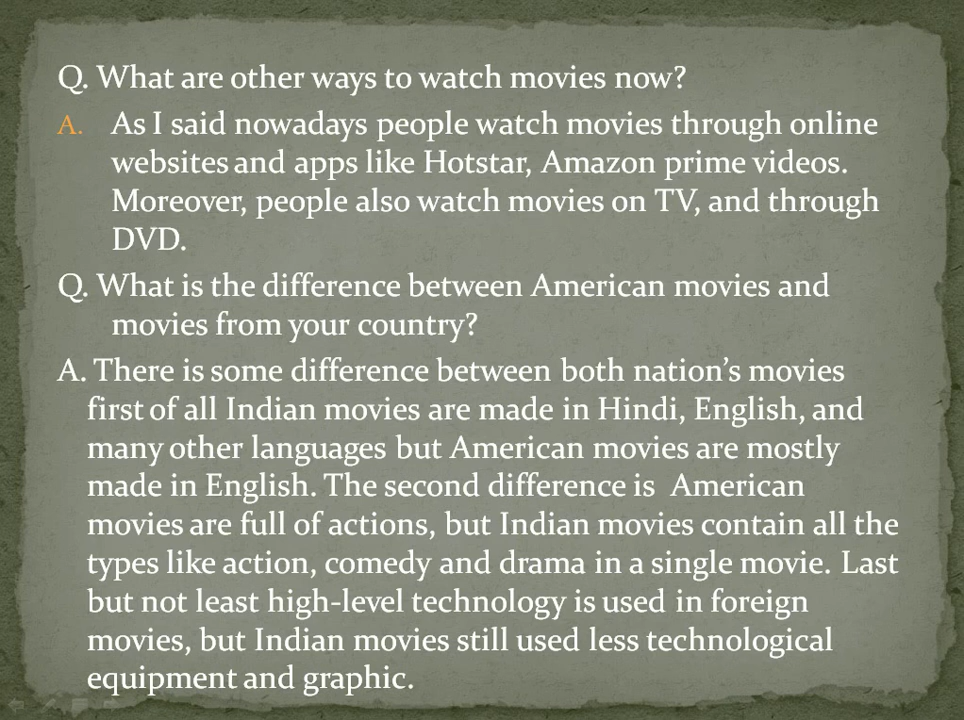 Q. What are other ways to watch movies now?
A. As I said nowadays people watch movies through online
websites and apps like Hotstar, Amazon prime videos.
Moreover, people also watch movies on TV, and through
DVD.
Q. What is the difference between American movies and
movies from your country?
A. There is some difference between both nation's movies
first of all Indian movies are made in Hindi, English, and
many other languages but American movies are mostly
made in English. The second difference is American
movies are full of actions, but Indian movies contain all the
types like action, comedy and drama in a single movie. Last
but not least high-level technology is used in foreign
movies, but Indian movies still used less technological
equipment and graphic.